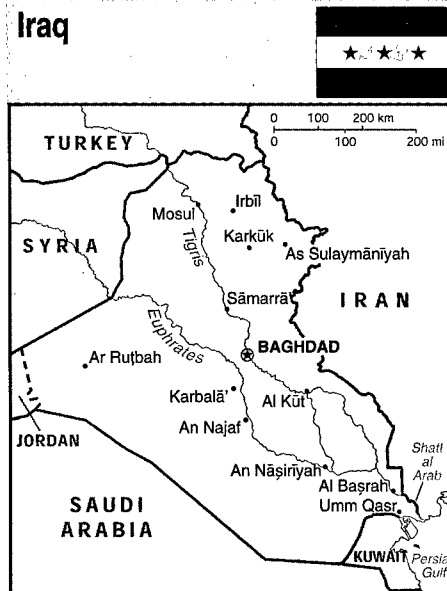 Iraq
0 100 200 km
0 100 200 mi
TURKEY
Mosul
Irbīl
Karkūk
As Sulaymānīyah
SYRIA
Tigris
Sāmarrā'
IRAN
Euphrates
BAGHDAD
Ar Ruṭbah
Karbalā'
Al Kūt
An Najaf
JORDAN
Shatt
al
Arab
An Nāṣirīyah
Al Baṣrah
Umm Qasr
SAUDI
ARABIA
KUWAIT
Persian
Gulf